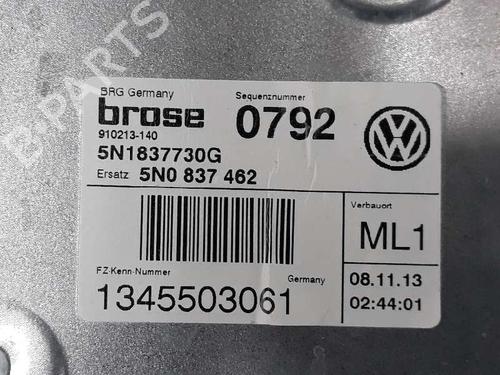 B-PARTS
BRG Germany
Sequenznummer
brose
0792
910213-140
5N1837730G
Ersatz 5N0 837 462
Verbauort
ML1
FZ-Kenn-Nummer
Germany
1345503061
08.11.13
02:44:01